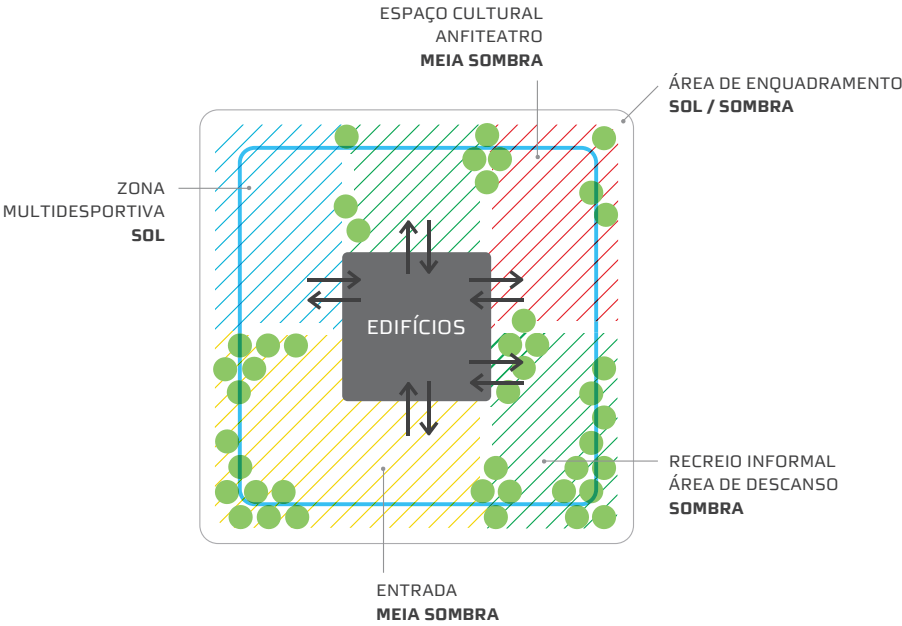 ESPAÇO CULTURAL
ANFITEATRO
MEIA SOMBRA
ÁREA DE ENQUADRAMENTO
SOL / SOMBRA
ZONA
MULTIDESPORTIVA
SOL
EDIFÍCIOS
RECREIO INFORMAL
ÁREA DE DESCANSO
SOMBRA
ENTRADA
MEIA SOMBRA